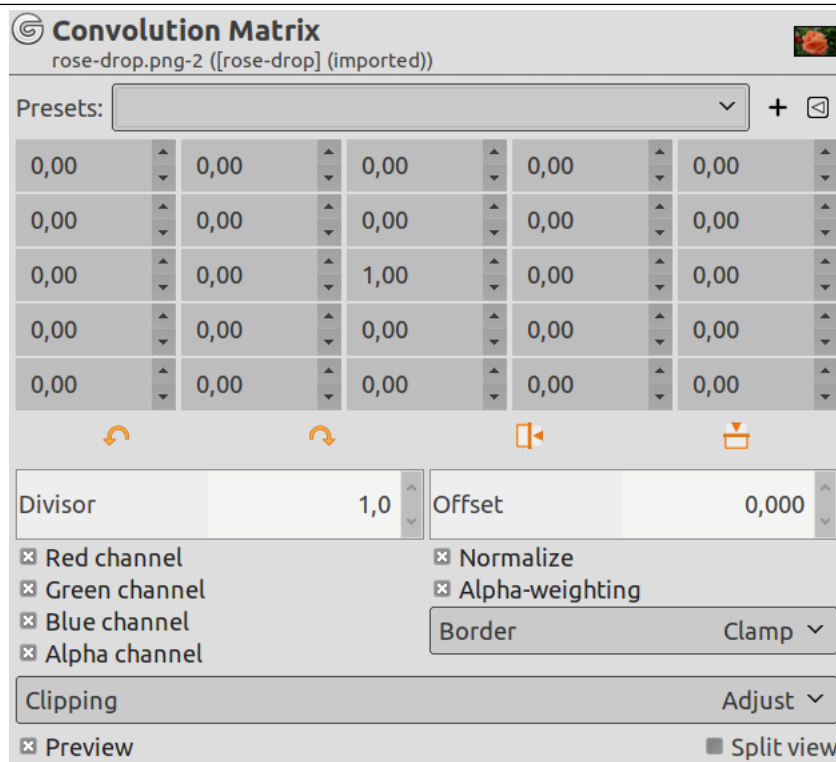 Convolution Matrix
rose-drop.png-2 ([rose-drop] (imported))
Presets:
0,00 0,00 0,00 0,00 0,00
0,00 0,00 0,00 0,00 0,00
0,00 0,00 1,00 0,00 0,00
0,00 0,00 0,00 0,00 0,00
0,00 0,00 0,00 0,00 0,00
Divisor 1,0 Offset 0,000
Red channel Normalize
Green channel Alpha-weighting
Blue channel Border Clamp
Alpha channel
Clipping Adjust
Preview Split view